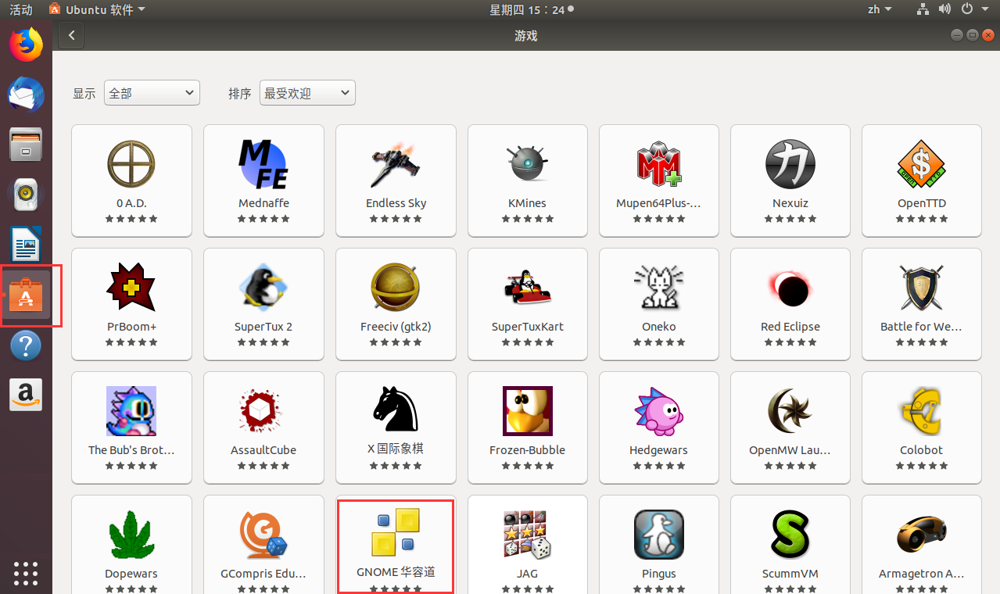 活动 Ubuntu 软件 星期四 15：24 zh
游戏
显示 全部 排序 最受欢迎
0 A.D. Mednaffe Endless Sky KMines Mupen64Plus-... Nexuiz OpenTTD
PrBoom+ SuperTux 2 Freeciv (gtk2) SuperTuxKart Oneko Red Eclipse Battle for We...
The Bub's Brot... AssaultCube X 国际象棋 Frozen-Bubble Hedgewars OpenMW Lau... Colobot
Dopewars GCompris Edu... GNOME 华容道 JAG Pingus ScummVM Armagetron A...